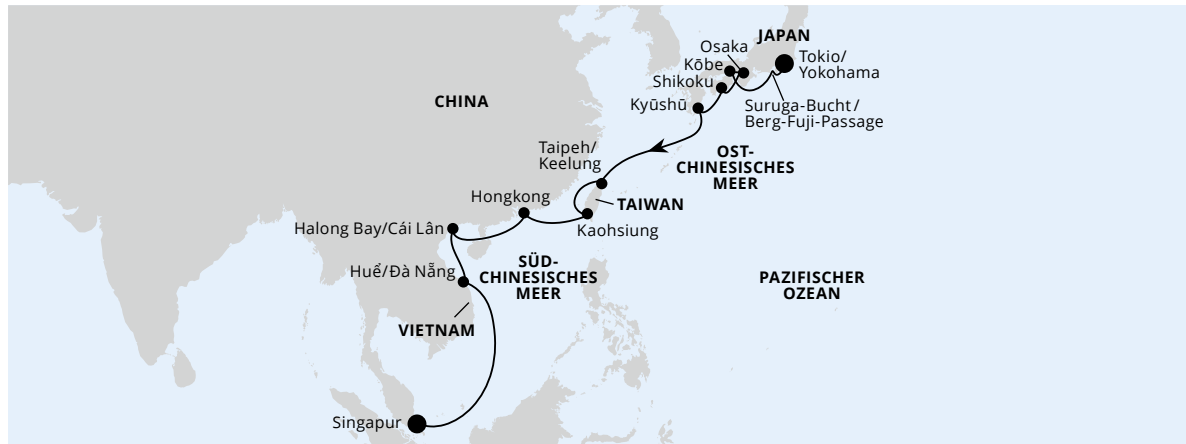 JAPAN
Osaka
Tokio/
Yokohama
Kōbe
Shikoku
Kyūshū
Suruga-Bucht/
Berg-Fuji-Passage
CHINA
Taipeh/
Keelung
OST-
CHINESISCHES
MEER
Hongkong
TAIWAN
Kaohsiung
Halong Bay/Cái Lân
Huể/Đà Nẵng
SÜD-
CHINESISCHES
MEER
PAZIFISCHER
OZEAN
VIETNAM
Singapur